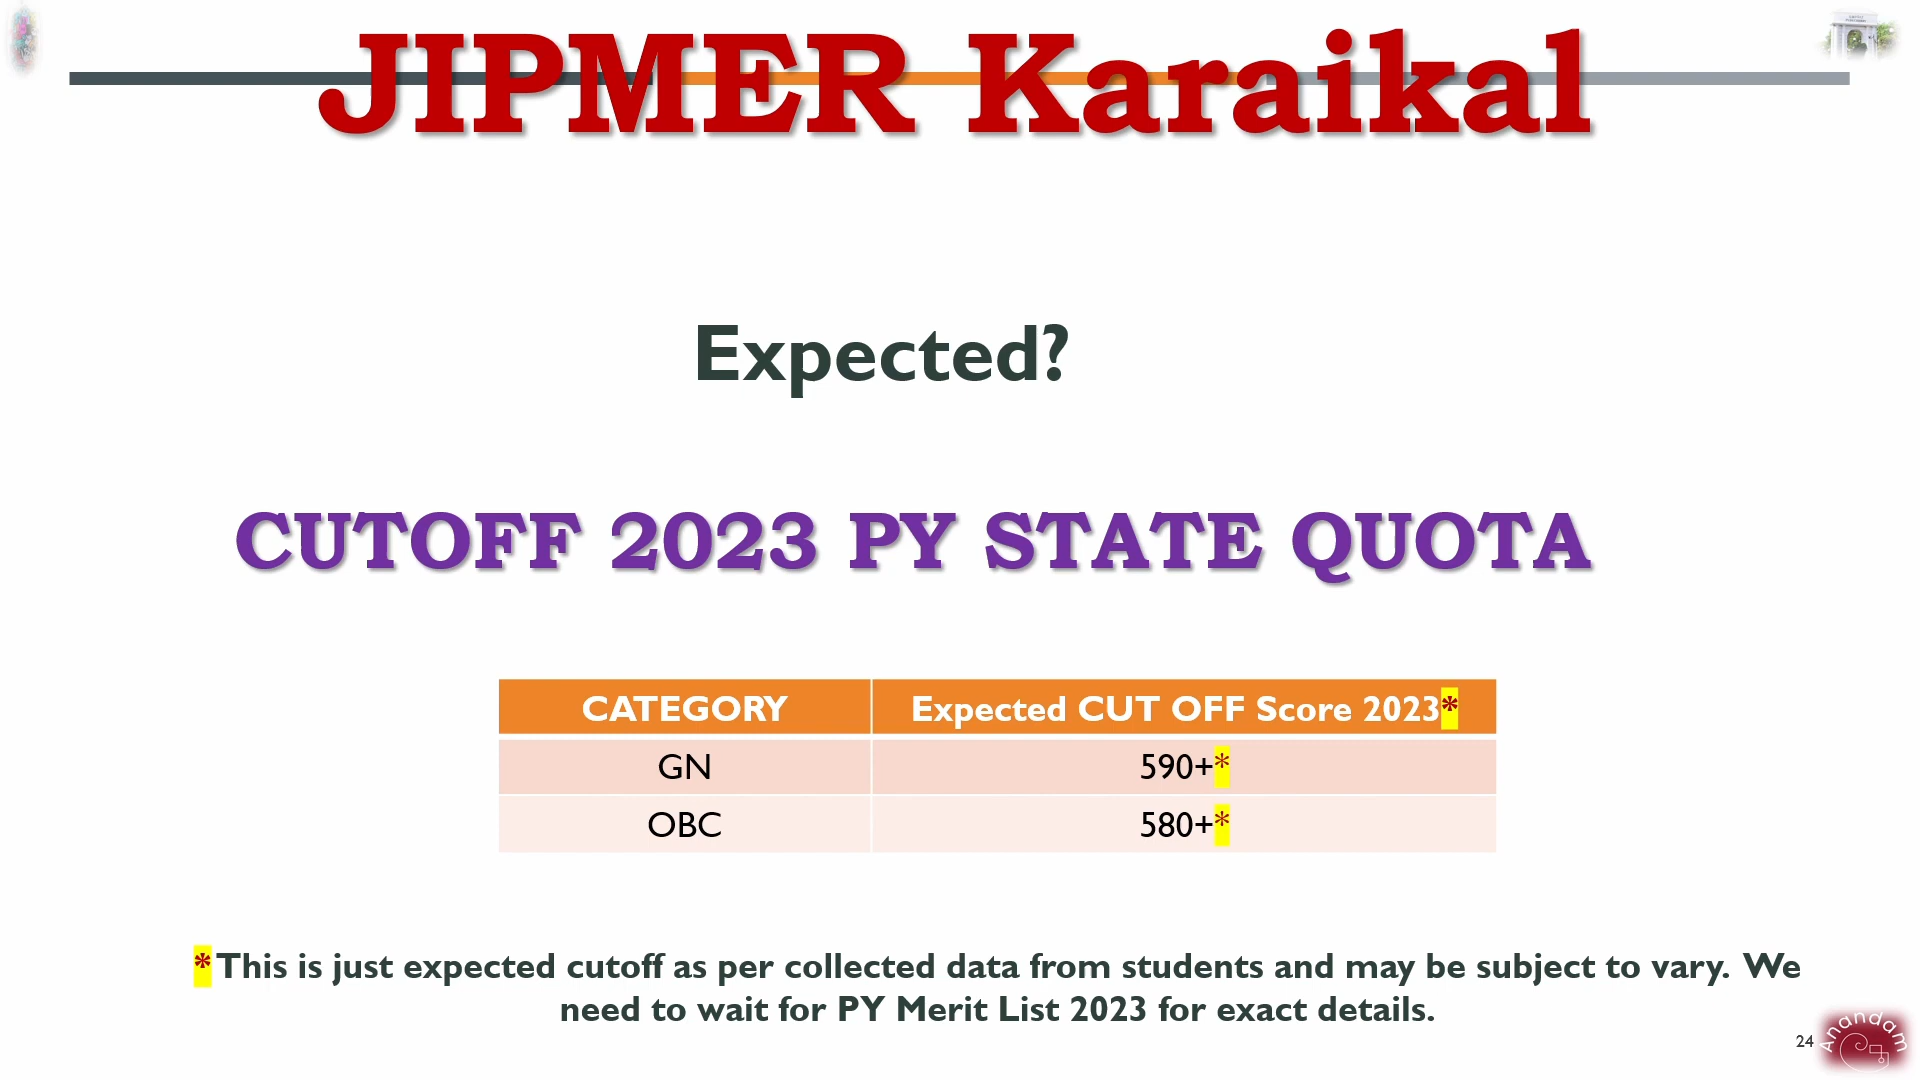 JIPMER Karaikal
Expected?
CUTOFF 2023 PY STATE QUOTA
CATEGORY Expected CUT OFF Score 2023*
GN 590+*
OBC 580+*
*This is just expected cutoff as per collected data from students and may be subject to vary. We
need to wait for PY Merit List 2023 for exact details.
24
Anandam